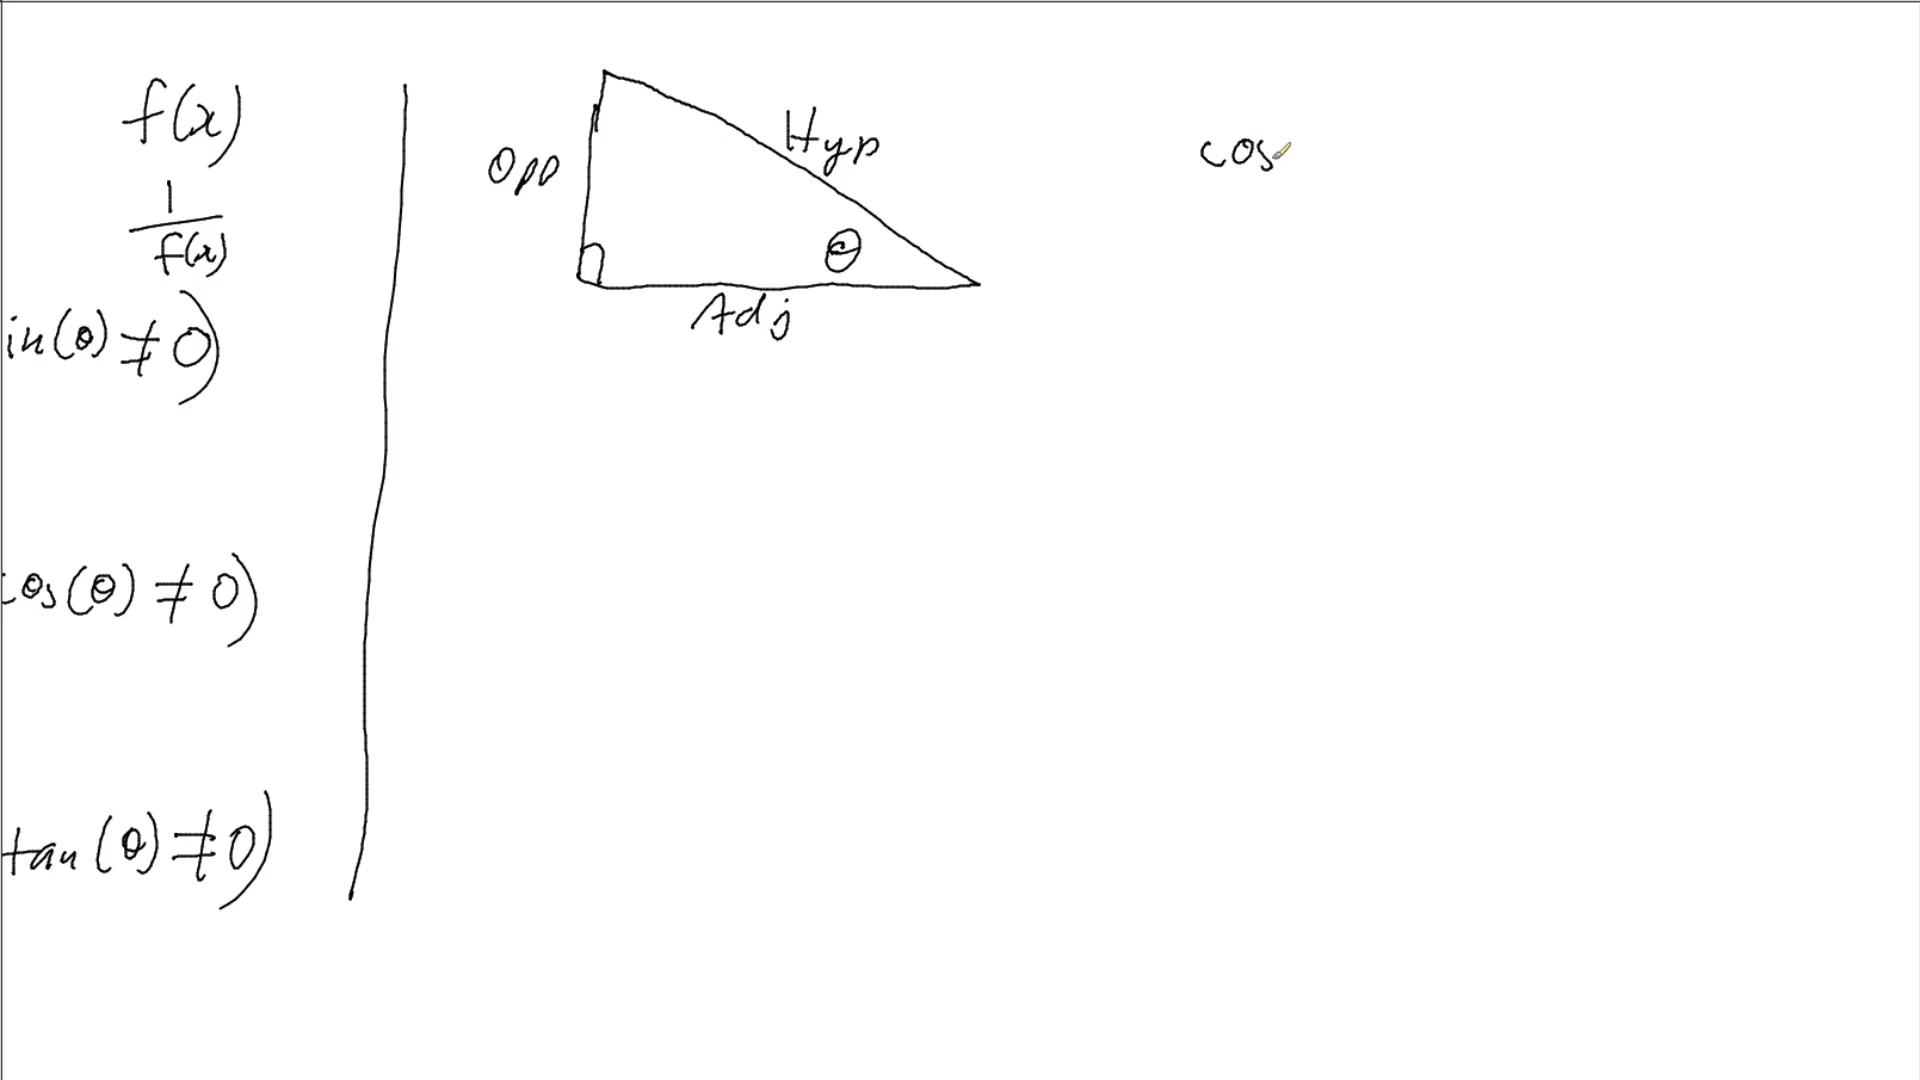 f(x)
1
f(x)
in(θ) ≠ 0)
cos(θ) ≠ 0)
tan(θ) ≠ 0)
Opp
Hyp
θ
Adj
cos